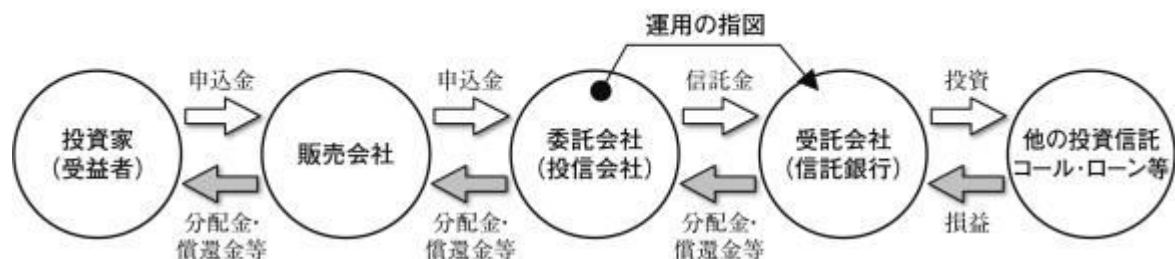 運用の指図
申込金
申込金
信託金
投資
投資家
(受益者)
販売会社
委託会社
(投信会社)
受託会社
(信託銀行)
他の投資信託
コール・ローン等
分配金・
償還金等
分配金・
償還金等
分配金・
償還金等
損益